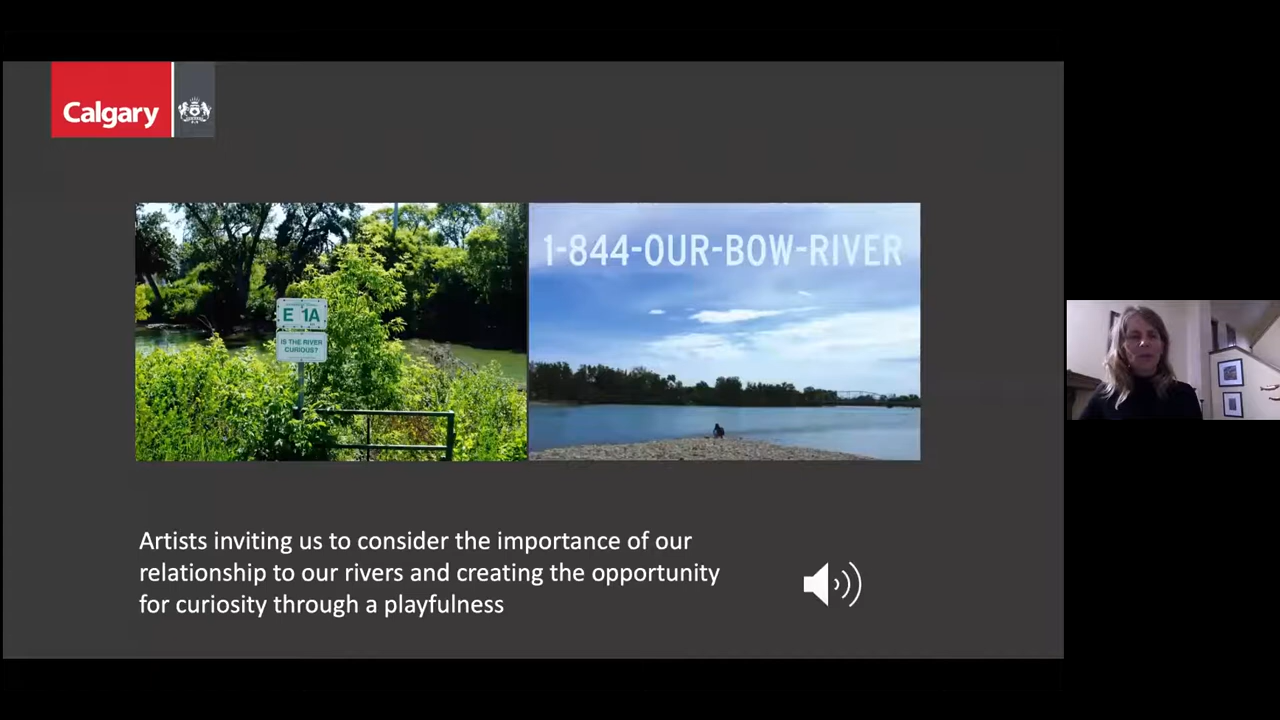 Calgary
1-844-OUR-BOW-RIVER
E 1A
IS THE RIVER
CURIOUS?
Artists inviting us to consider the importance of our
relationship to our rivers and creating the opportunity
for curiosity through a playfulness